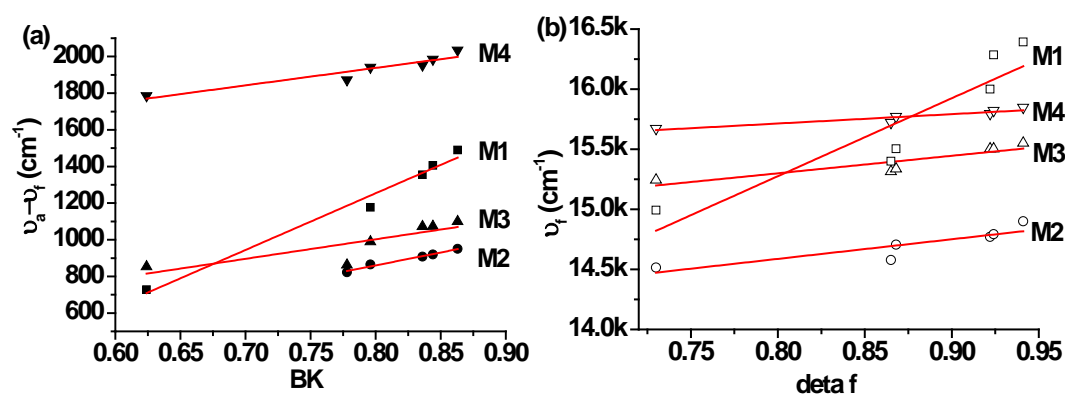 (a)
2000
1800
1600
1400
1200
1000
800
600
υa−υf (cm-1)
M4
M1
M3
M2
0.60 0.65 0.70 0.75 0.80 0.85 0.90
BK
(b)
16.5k
16.0k
15.5k
15.0k
14.5k
14.0k
υf (cm-1)
M1
M4
M3
M2
0.75 0.80 0.85 0.90 0.95
deta f